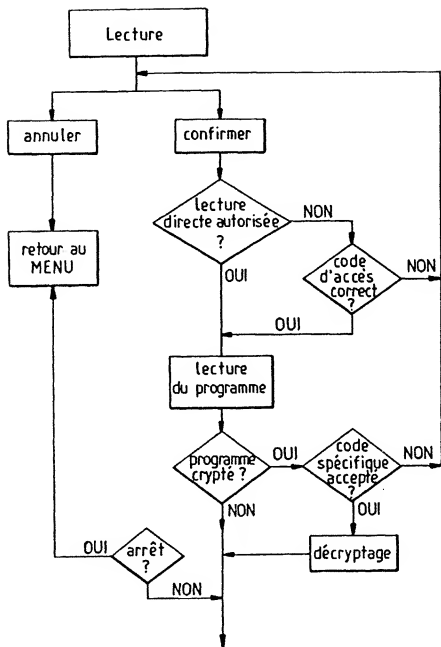 Lecture
annuler
confirmer
lecture
directe autorisée
?
NON
retour au
MENU
OUI
code
d'accès
correct
?
NON
OUI
lecture
du programme
programme
crypté ?
OUI
code
spécifique
accepté
?
NON
NON
OUI
décryptage
OUI
arrêt
?
NON